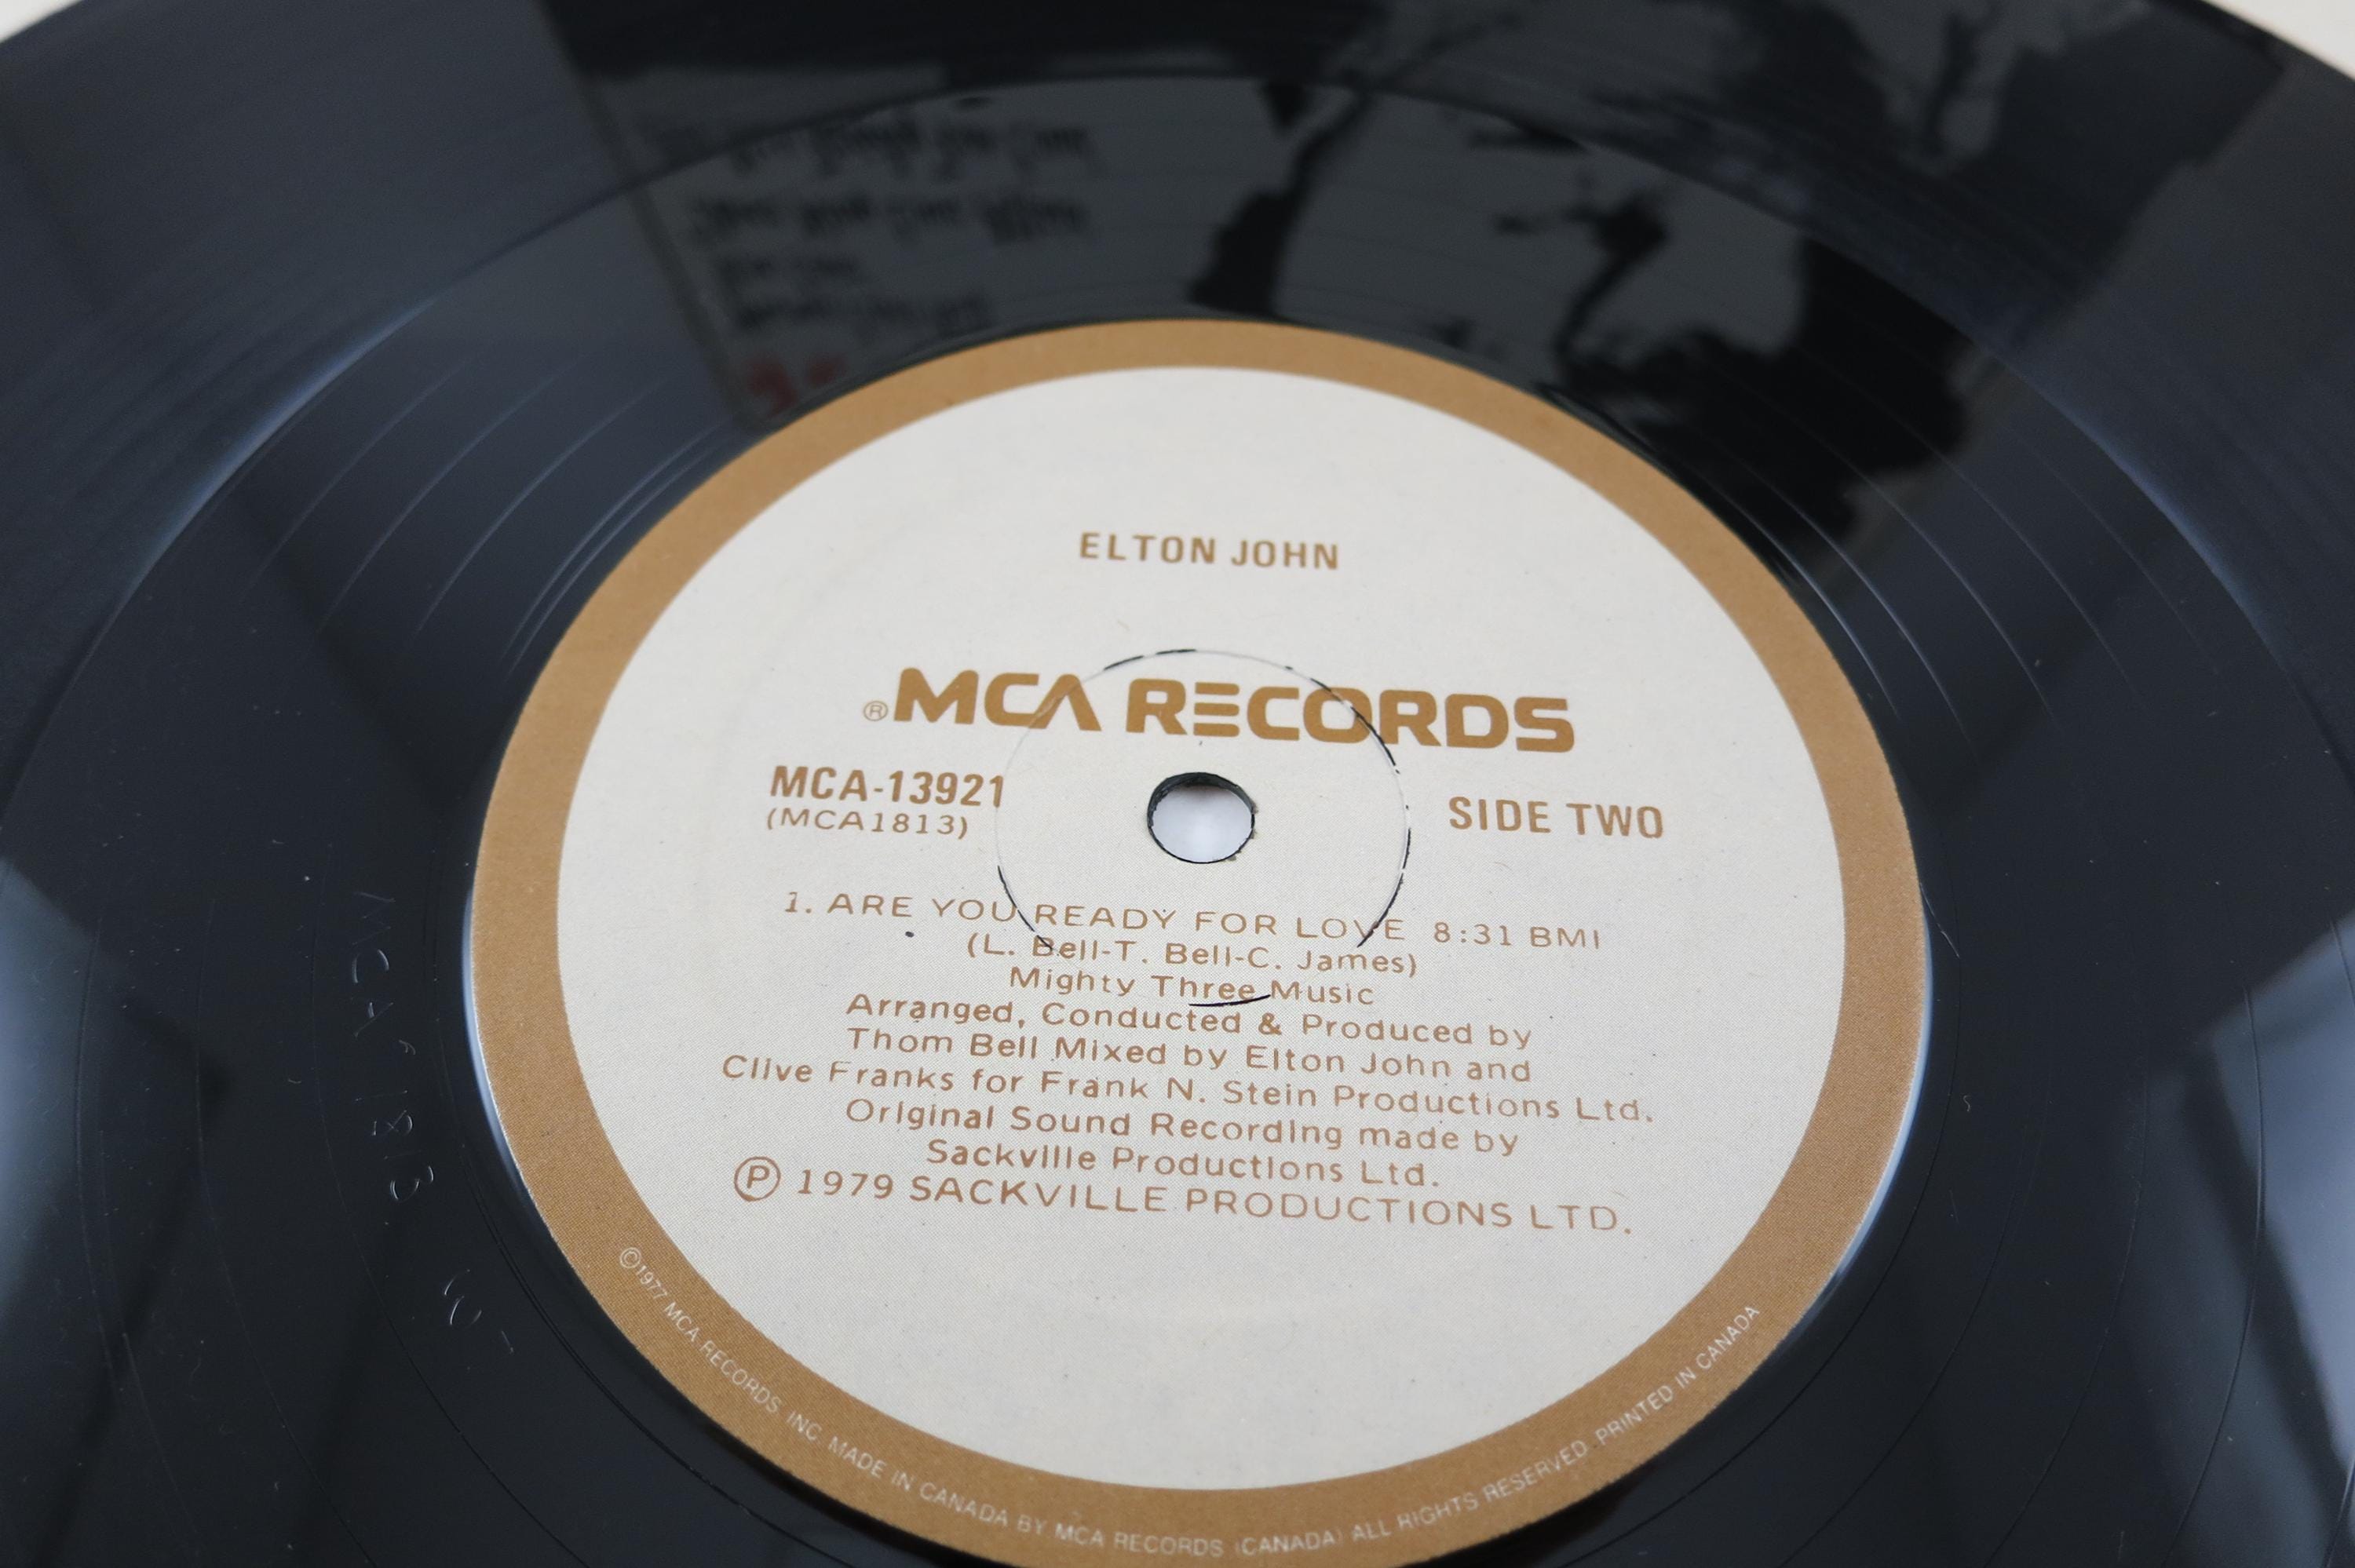 ELTON JOHN
® MCA RECORDS
MCA-13921
(MCA1813)
SIDE TWO
1. ARE YOU READY FOR LOVE 8:31 BMI
(L. Bell-T. Bell-C. James)
Mighty Three Music
Arranged, Conducted & Produced by
Thom Bell Mixed by Elton John and
Clive Franks for Frank N. Stein Productions Ltd.
Original Sound Recording made by
Sackville Productions Ltd.
Ⓟ 1979 SACKVILLE PRODUCTIONS LTD.
©1977 MCA RECORDS, INC. MADE IN CANADA BY MCA RECORDS (CANADA) ALL RIGHTS RESERVED. PRINTED IN CANADA
MCA 1813